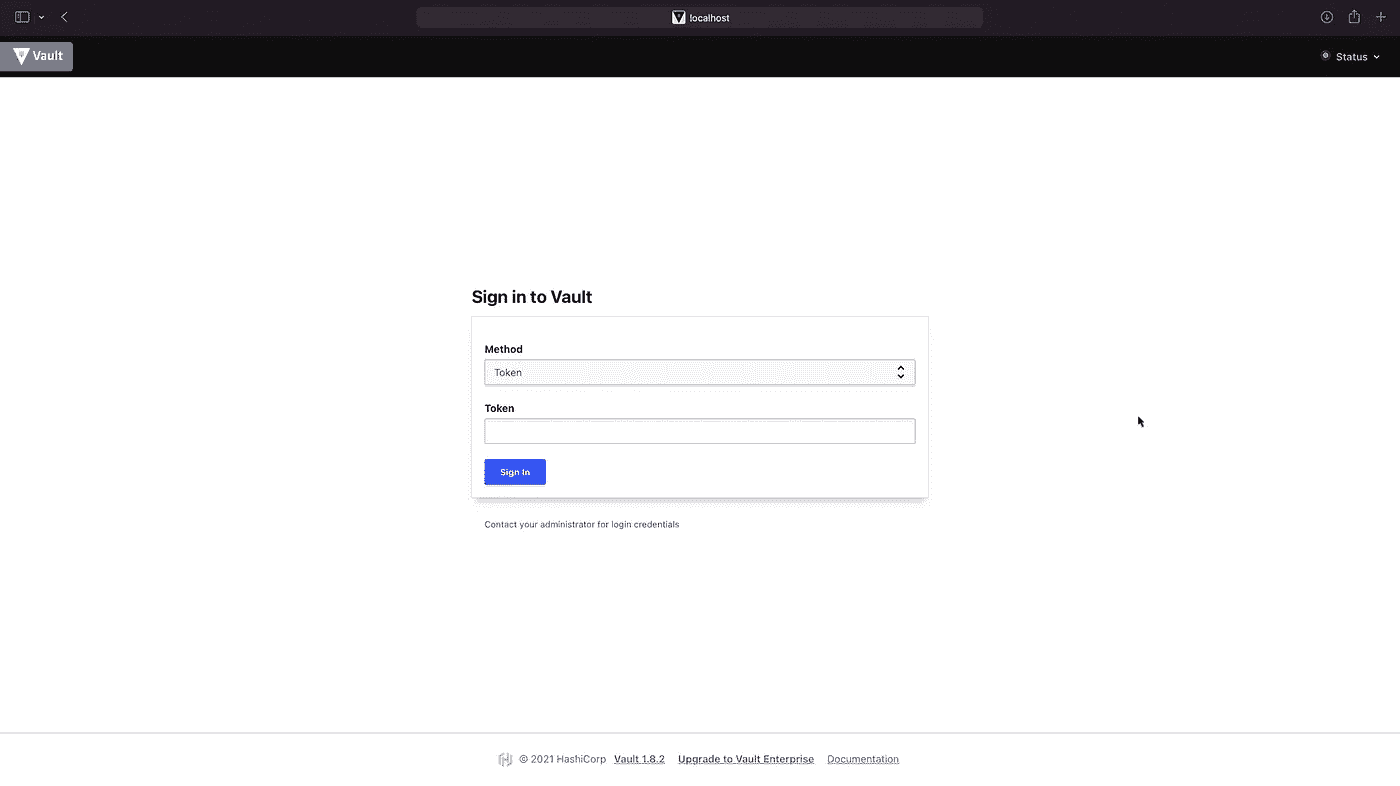 localhost
Vault
Status
Sign in to Vault
Method
Token
Token
Sign In
Contact your administrator for login credentials
© 2021 HashiCorp Vault 1.8.2 Upgrade to Vault Enterprise Documentation